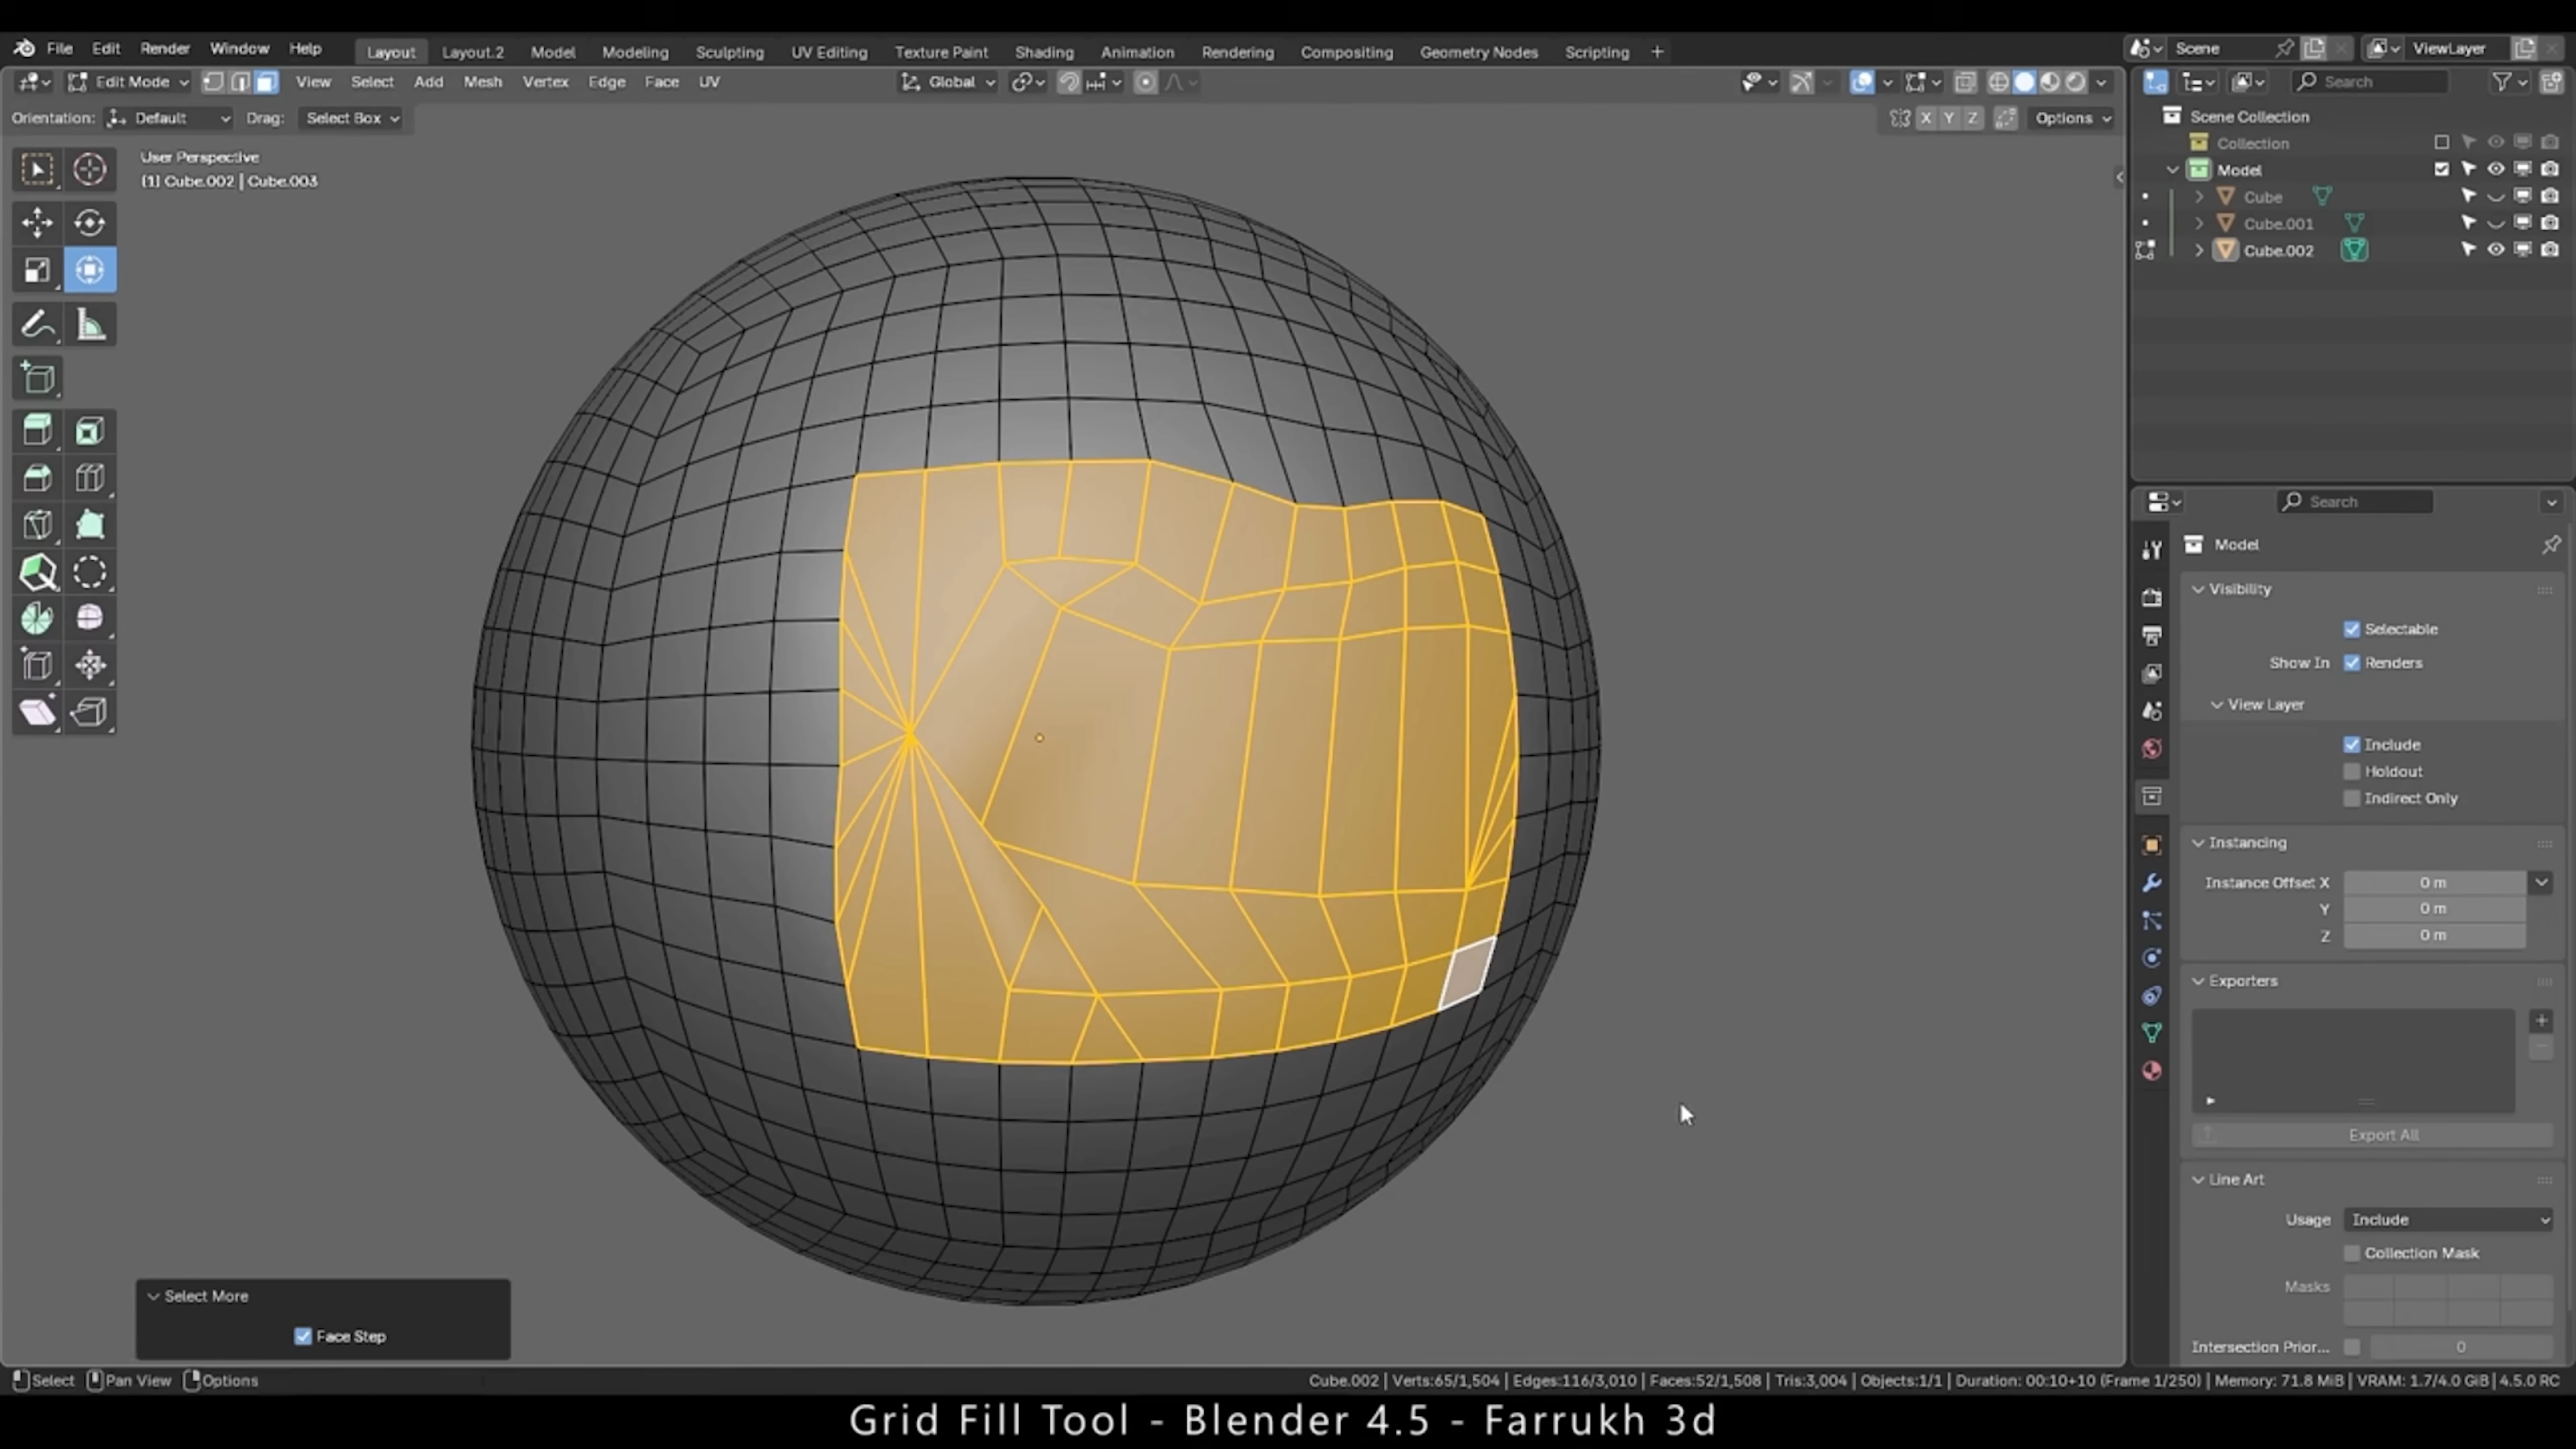 File Edit Render Window Help Layout Layout.2 Model Modeling Sculpting UV Editing Texture Paint Shading Animation Rendering Compositing Geometry Nodes Scripting + Scene ViewLayer
Edit Mode View Select Add Mesh Vertex Edge Face UV Global Search
Orientation: Default Drag: Select Box X Y Z Options
Scene Collection
Collection
Model
Cube
Cube.001
Cube.002
User Perspective
(1) Cube.002 | Cube.003
Search
Model
Visibility
Selectable
Show In Renders
View Layer
Include
Holdout
Indirect Only
Instancing
Instance Offset X 0 m
Y 0 m
Z 0 m
Exporters
Export All
Line Art
Usage Include
Collection Mask
Masks
Intersection Prior... 0
Select More
Face Step
Select Pan View Options
Cube.002 | Verts:65/1,504 | Edges:116/3,010 | Faces:52/1,508 | Tris:3,004 | Objects:1/1 | Duration: 00:10+10 (Frame 1/250) | Memory: 71.8 MiB | VRAM: 1.7/4.0 GiB | 4.5.0 RC
Grid Fill Tool - Blender 4.5 - Farrukh 3d